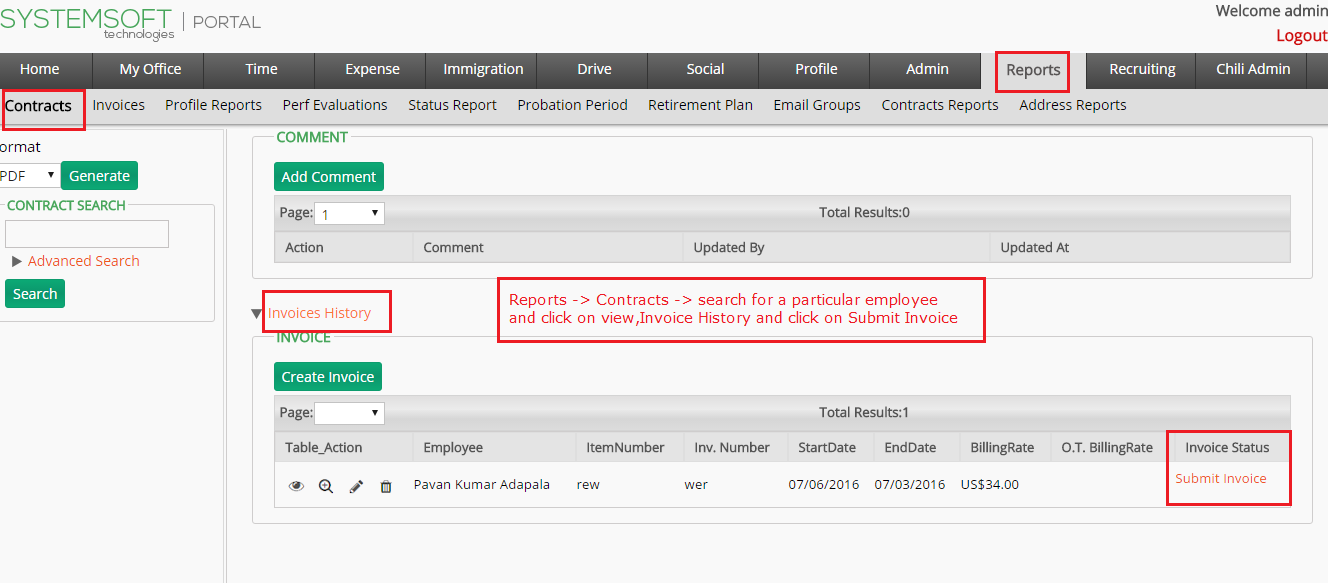 SYSTEMSOFT
technologies
PORTAL
Welcome admin
Logout
Home My Office Time Expense Immigration Drive Social Profile Admin Reports Recruiting Chili Admin
Contracts Invoices Profile Reports Perf Evaluations Status Report Probation Period Retirement Plan Email Groups Contracts Reports Address Reports
ormat
PDF Generate
CONTRACT SEARCH
Advanced Search
Search
COMMENT
Add Comment
Page: 1 Total Results:0
Action Comment Updated By Updated At
Reports -> Contracts -> search for a particular employee
and click on view,Invoice History and click on Submit Invoice
Invoices History
INVOICE
Create Invoice
Page: Total Results:1
Table_Action Employee ItemNumber Inv. Number StartDate EndDate BillingRate O.T. BillingRate Invoice Status
Pavan Kumar Adapala rew wer 07/06/2016 07/03/2016 US$34.00 Submit Invoice